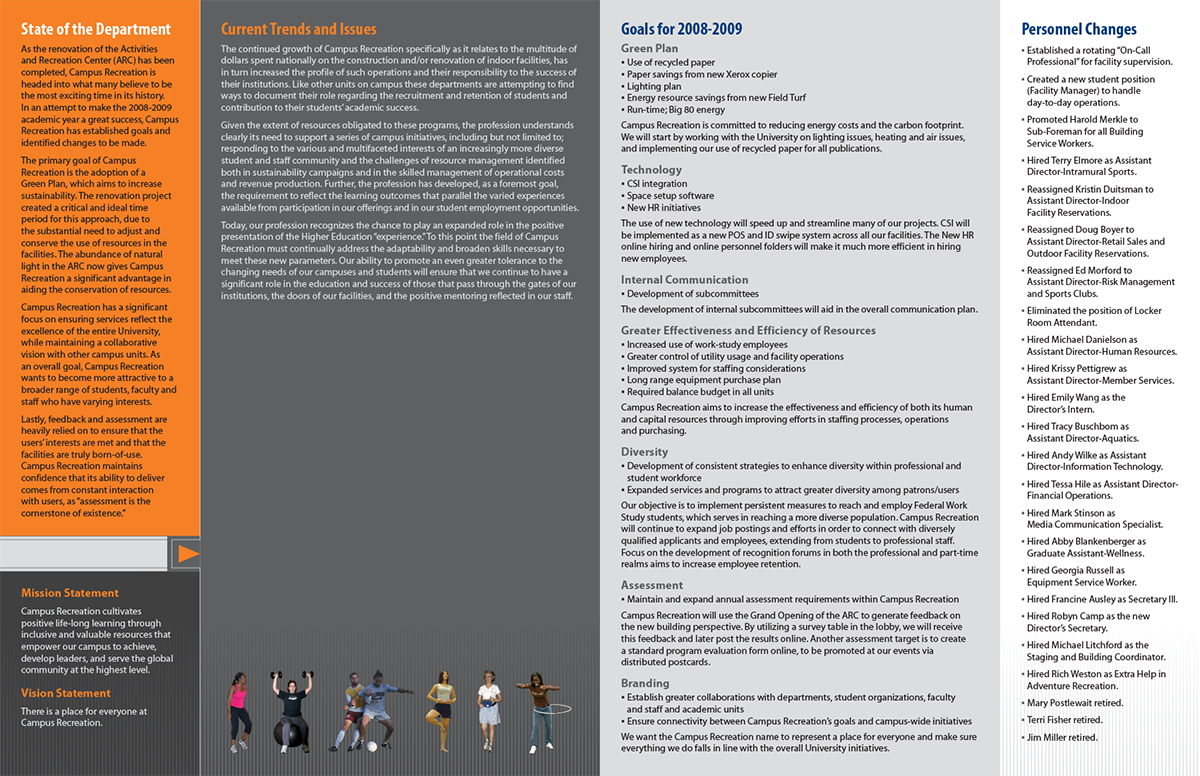 State of the Department
As the renovation of the Activities
and Recreation Center (ARC) has been
completed, Campus Recreation is
headed into what many believe to be
the most exciting time in its history.
In an attempt to make the 2008-2009
academic year a great success, Campus
Recreation has established goals and
identified changes to be made.
The primary goal of Campus
Recreation is the adoption of a
Green Plan, which aims to increase
sustainability. The renovation project
created a critical and ideal time
period for this approach, due to
the substantial need to adjust and
conserve the use of resources in the
facilities. The abundance of natural
light in the ARC now gives Campus
Recreation a significant advantage in
aiding the conservation of resources.
Campus Recreation has a significant
focus on ensuring services reflect the
excellence of the entire University,
while maintaining a collaborative
vision with other campus units. As
an overall goal, Campus Recreation
wants to become more attractive to a
broader range of students, faculty and
staff who have varying interests.
Lastly, feedback and assessment are
heavily relied on to ensure that the
users' interests are met and that the
facilities are truly born-of-use.
Campus Recreation maintains
confidence that its ability to deliver
comes from constant interaction
with users, as "assessment is the
cornerstone of existence."
Mission Statement
Campus Recreation cultivates
positive life-long learning through
inclusive and valuable resources that
empower our campus to achieve,
develop leaders, and serve the global
community at the highest level.
Vision Statement
There is a place for everyone at
Campus Recreation.
Current Trends and Issues
The continued growth of Campus Recreation specifically as it relates to the multitude of
dollars spent nationally on the construction and/or renovation of indoor facilities, has
in turn increased the profile of such operations and their responsibility to the success of
their institutions. Like other units on campus these departments are attempting to find
ways to document their role regarding the recruitment and retention of students and
contribution to their students' academic success.
Given the extent of resources obligated to these programs, the profession understands
clearly its need to support a series of campus initiatives, including but not limited to;
responding to the various and multifaceted interests of an increasingly more diverse
student and staff community and the challenges of resource management identified
both in sustainability campaigns and in the skilled management of operational costs
and revenue production. Further, the profession has developed, as a foremost goal,
the requirement to reflect the learning outcomes that parallel the varied experiences
available from participation in our offerings and in our student employment opportunities.
Today, our profession recognizes the chance to play an expanded role in the positive
presentation of the Higher Education "experience." To this point the field of Campus
Recreation must continually address the adaptability and broaden skills necessary to
meet these new parameters. Our ability to promote an even greater tolerance to the
changing needs of our campuses and students will ensure that we continue to have a
significant role in the education and success of those that pass through the gates of our
institutions, the doors of our facilities, and the positive mentoring reflected in our staff.
Goals for 2008-2009
Green Plan
• Use of recycled paper
• Paper savings from new Xerox copier
• Lighting plan
• Energy resource savings from new Field Turf
• Run-time; Big 80 energy
Campus Recreation is committed to reducing energy costs and the carbon footprint.
We will start by working with the University on lighting issues, heating and air issues,
and implementing our use of recycled paper for all publications.
Technology
• CSI integration
• Space setup software
• New HR initiatives
The use of new technology will speed up and streamline many of our projects. CSI will
be implemented as a new POS and ID swipe system across all our facilities. The New HR
online hiring and online personnel folders will make it much more efficient in hiring
new employees.
Internal Communication
• Development of subcommittees
The development of internal subcommittees will aid in the overall communication plan.
Greater Effectiveness and Efficiency of Resources
• Increased use of work-study employees
• Greater control of utility usage and facility operations
• Improved system for staffing considerations
• Long range equipment purchase plan
• Required balance budget in all units
Campus Recreation aims to increase the effectiveness and efficiency of both its human
and capital resources through improving efforts in staffing processes, operations
and purchasing.
Diversity
• Development of consistent strategies to enhance diversity within professional and
student workforce
• Expanded services and programs to attract greater diversity among patrons/users
Our objective is to implement persistent measures to reach and employ Federal Work
Study students, which serves in reaching a more diverse population. Campus Recreation
will continue to expand job postings and efforts in order to connect with diversely
qualified applicants and employees, extending from students to professional staff.
Focus on the development of recognition forums in both the professional and part-time
realms aims to increase employee retention.
Assessment
• Maintain and expand annual assessment requirements within Campus Recreation
Campus Recreation will use the Grand Opening of the ARC to generate feedback on
the new building perspective. By utilizing a survey table in the lobby, we will receive
this feedback and later post the results online. Another assessment target is to create
a standard program evaluation form online, to be promoted at our events via
distributed postcards.
Branding
• Establish greater collaborations with departments, student organizations, faculty
and staff and academic units
• Ensure connectivity between Campus Recreation's goals and campus-wide initiatives
We want the Campus Recreation name to represent a place for everyone and make sure
everything we do falls in line with the overall University initiatives.
Personnel Changes
• Established a rotating "On-Call
Professional" for facility supervision.
• Created a new student position
(Facility Manager) to handle
day-to-day operations.
• Promoted Harold Merkle to
Sub-Foreman for all Building
Service Workers.
• Hired Terry Elmore as Assistant
Director-Intramural Sports.
• Reassigned Kristin Duitsman to
Assistant Director-Indoor
Facility Reservations.
• Reassigned Doug Boyer to
Assistant Director-Retail Sales and
Outdoor Facility Reservations.
• Reassigned Ed Morford to
Assistant Director-Risk Management
and Sports Clubs.
• Eliminated the position of Locker
Room Attendant.
• Hired Michael Danielson as
Assistant Director-Human Resources.
• Hired Krissy Pettigrew as
Assistant Director-Member Services.
• Hired Emily Wang as the
Director's Intern.
• Hired Tracy Buschbom as
Assistant Director-Aquatics.
• Hired Andy Wilke as Assistant
Director-Information Technology.
• Hired Tessa Hile as Assistant Director-
Financial Operations.
• Hired Mark Stinson as
Media Communication Specialist.
• Hired Abby Blankenberger as
Graduate Assistant-Wellness.
• Hired Georgia Russell as
Equipment Service Worker.
• Hired Francine Ausley as Secretary III.
• Hired Robyn Camp as the new
Director's Secretary.
• Hired Michael Litchford as the
Staging and Building Coordinator.
• Hired Rich Weston as Extra Help in
Adventure Recreation.
• Mary Postlewait retired.
• Terri Fisher retired.
• Jim Miller retired.